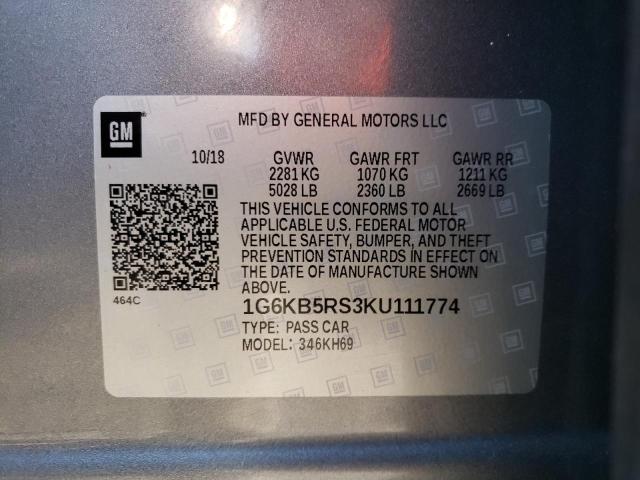 GM
MFD BY GENERAL MOTORS LLC
10/18 GVWR GAWR FRT GAWR RR
2281 KG 1070 KG 1211 KG
5028 LB 2360 LB 2669 LB
THIS VEHICLE CONFORMS TO ALL
APPLICABLE U.S. FEDERAL MOTOR
VEHICLE SAFETY, BUMPER, AND THEFT
PREVENTION STANDARDS IN EFFECT ON
THE DATE OF MANUFACTURE SHOWN
ABOVE.
464C
1G6KB5RS3KU111774
TYPE: PASS CAR
MODEL: 346KH69